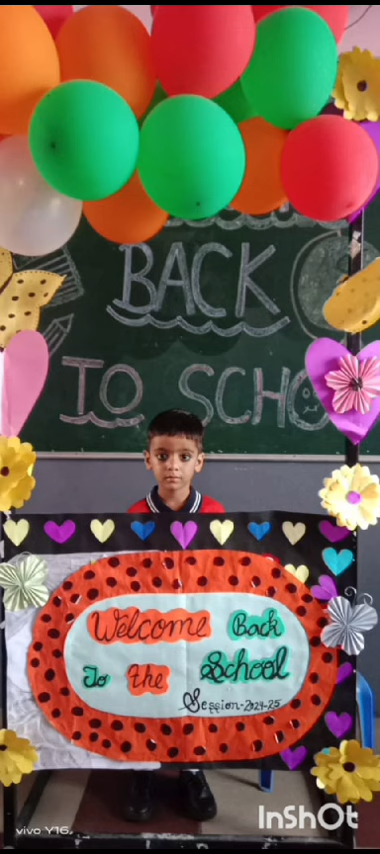 BACK
TO SCHO
Welcome Back
To the School
Session-2024-25
vivo Y16
InShOt